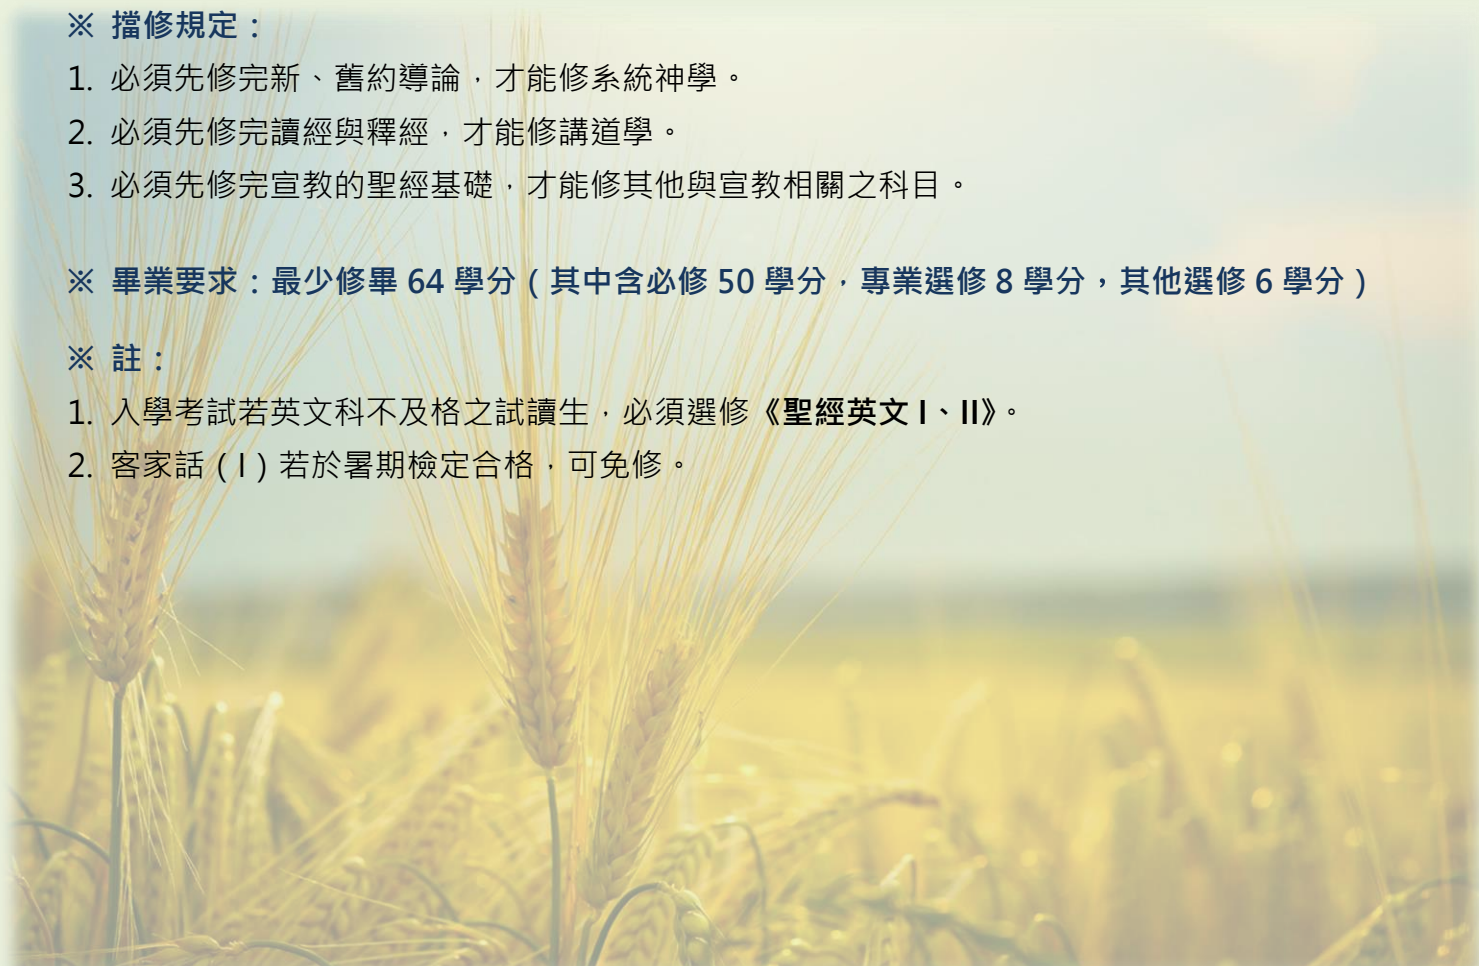 ※ 擋修規定：
1. 必須先修完新、舊約導論，才能修系統神學。
2. 必須先修完讀經與釋經，才能修講道學。
3. 必須先修完宣教的聖經基礎，才能修其他與宣教相關之科目。
※ 畢業要求：最少修畢 64 學分（其中含必修 50 學分，專業選修 8 學分，其他選修 6 學分）
※ 註：
1. 入學考試若英文科不及格之試讀生，必須選修《聖經英文 I、II》。
2. 客家話（I）若於暑期檢定合格，可免修。